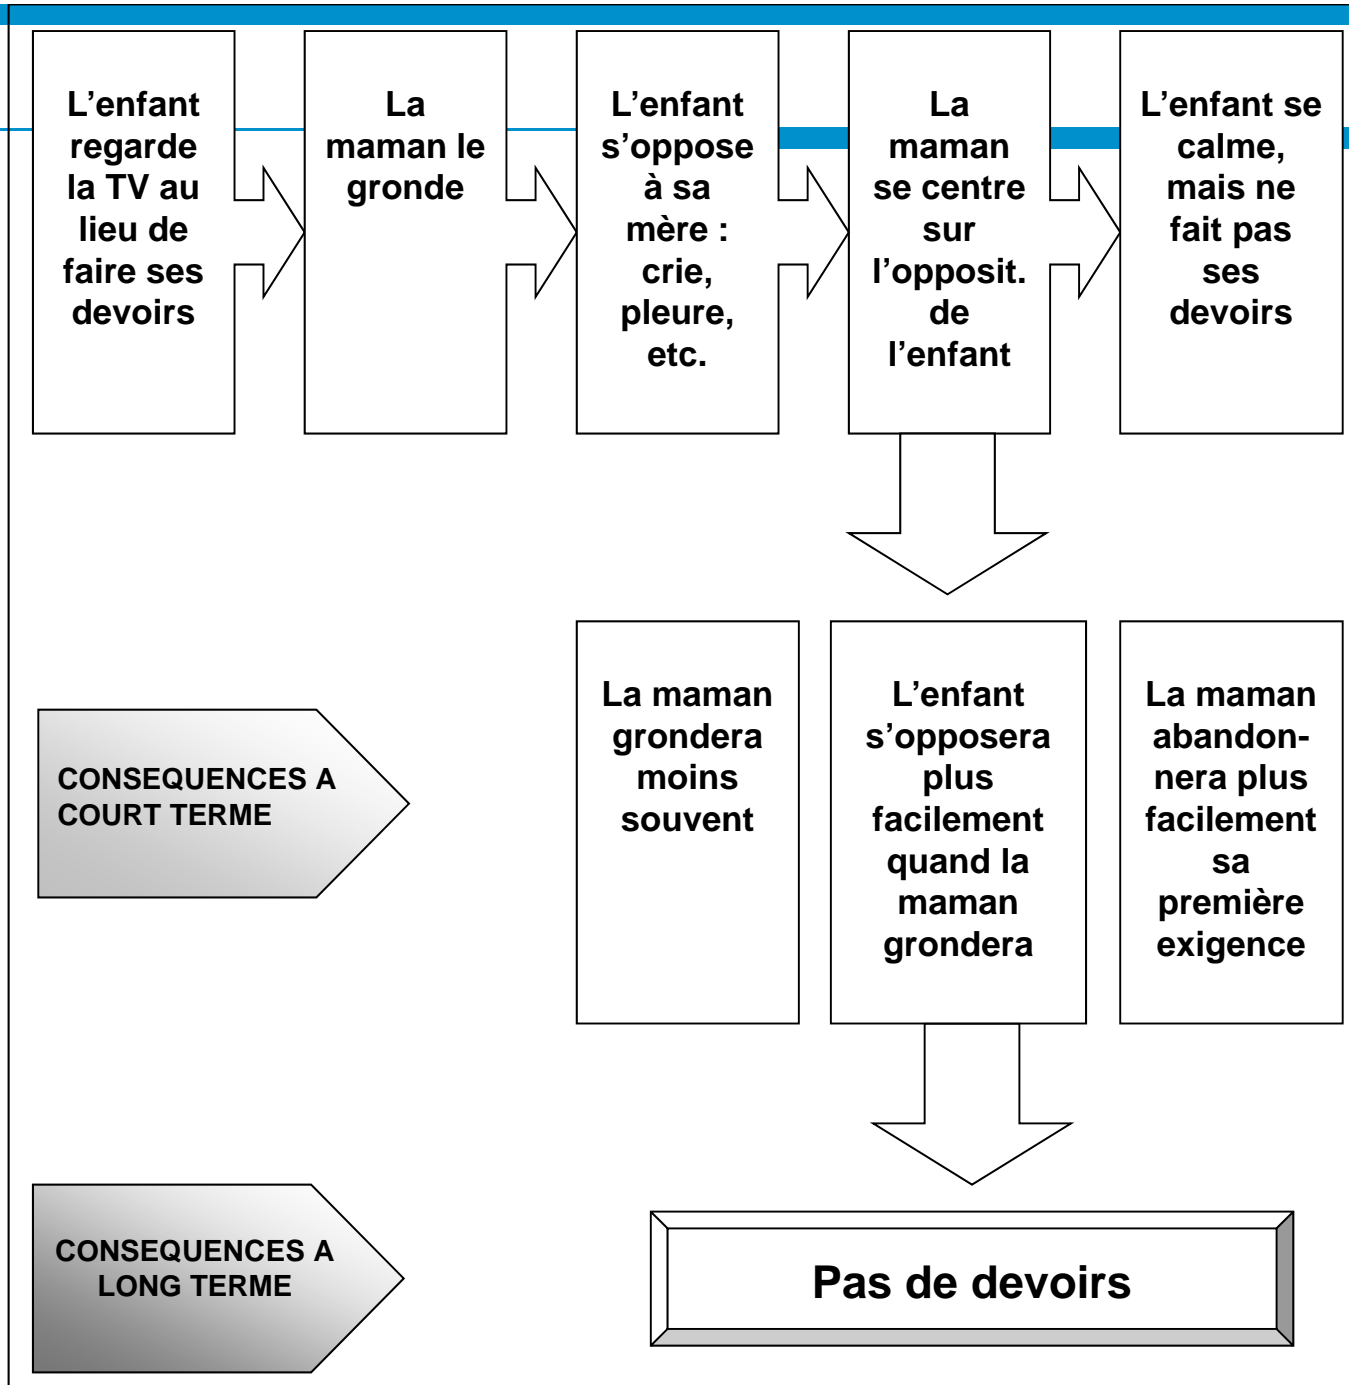 L’enfant
regarde
la TV au
lieu de
faire ses
devoirs
La
maman le
gronde
L’enfant
s’oppose
à sa
mère :
crie,
pleure,
etc.
La
maman
se centre
sur
l’opposit.
de
l’enfant
L’enfant se
calme,
mais ne
fait pas
ses
devoirs
CONSEQUENCES A
COURT TERME
La maman
grondera
moins
souvent
L’enfant
s’opposera
plus
facilement
quand la
maman
grondera
La maman
abandon-
nera plus
facilement
sa
première
exigence
CONSEQUENCES A
LONG TERME
Pas de devoirs